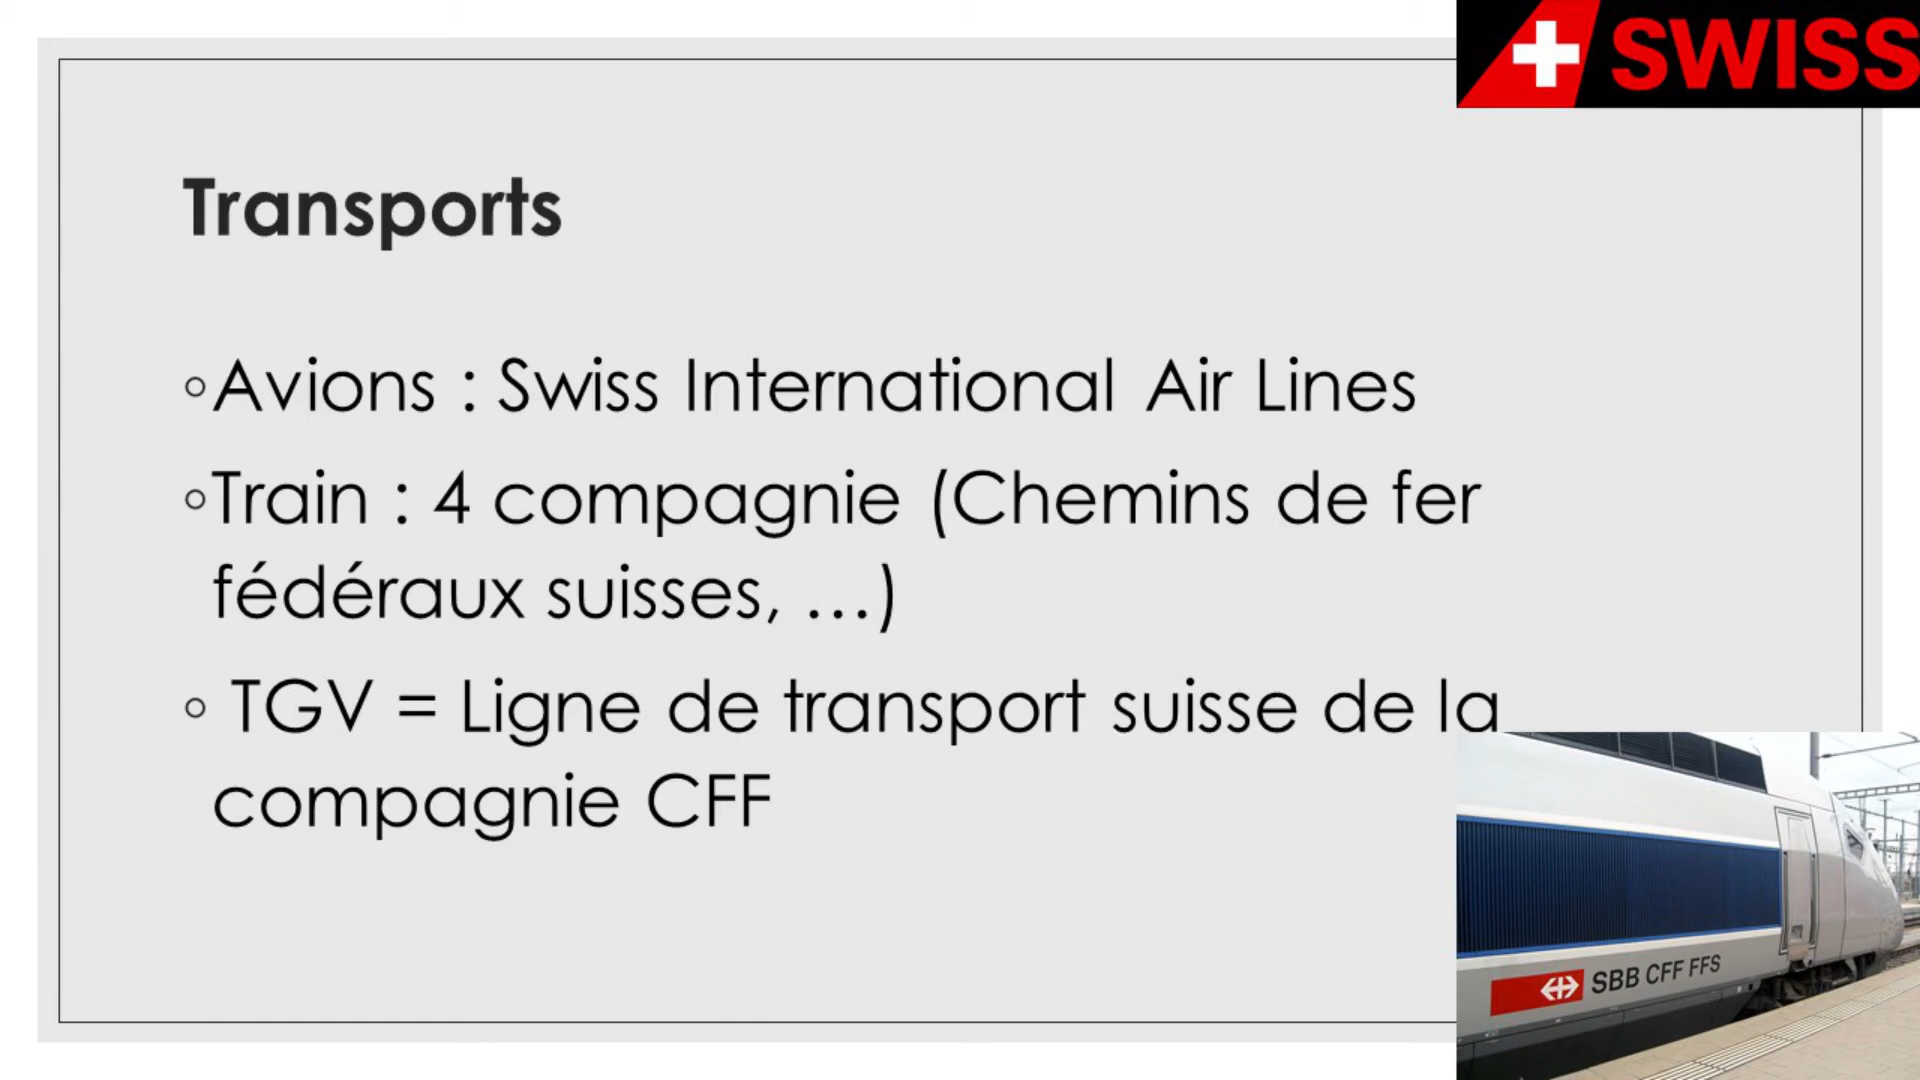 SWISS
Transports
◦Avions : Swiss International Air Lines
◦Train : 4 compagnie (Chemins de fer
fédéraux suisses, …)
◦ TGV = Ligne de transport suisse de la
compagnie CFF
SBB CFF FFS